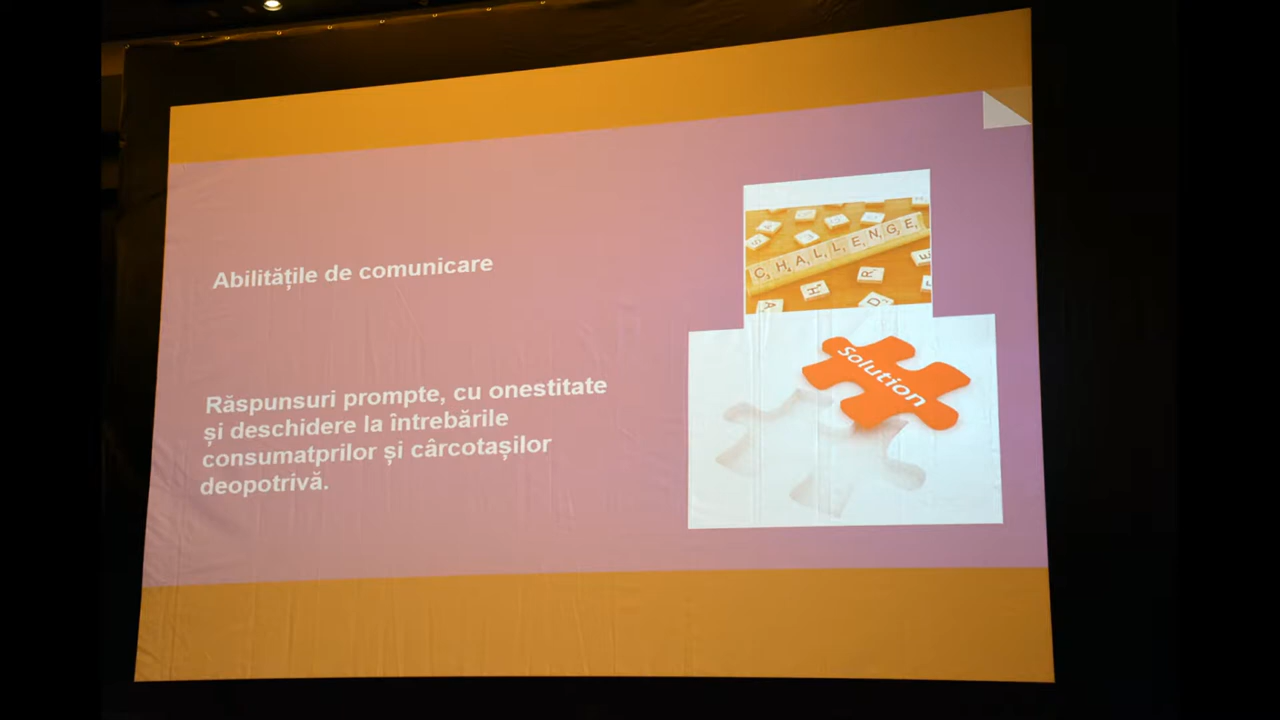 Abilitățile de comunicare
Răspunsuri prompte, cu onestitate
și deschidere la întrebările
consumatprilor și cârcotașilor
deopotrivă.
CHALLENGE
Solution